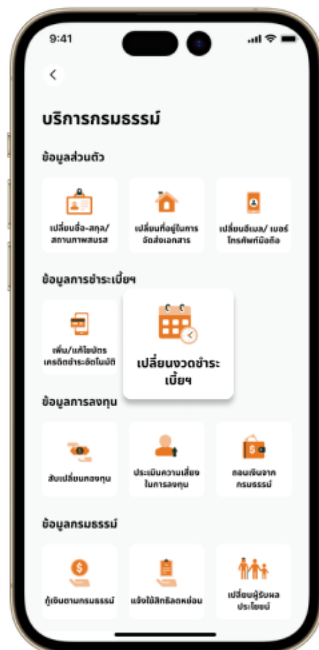 9:41
บริการกรมธรรม์
ข้อมูลส่วนตัว
เปลี่ยนชื่อ-สกุล/
สถานภาพสมรส
เปลี่ยนที่อยู่ในการ
จัดส่งเอกสาร
เปลี่ยนอีเมล/ เบอร์
โทรศัพท์มือถือ
ข้อมูลการชำระเบี้ยฯ
เพิ่ม/แก้ไขบัตร
เครดิตชำระอัตโนมัติ
เปลี่ยนงวดชำระ
เบี้ยฯ
ข้อมูลการลงทุน
สับเปลี่ยนกองทุน
ประเมินความเสี่ยง
ในการลงทุน
ถอนเงินจาก
กรมธรรม์
ข้อมูลกรมธรรม์
กู้เงินตามกรมธรรม์
แจ้งใช้สิทธิลดหย่อน
เปลี่ยนผู้รับผล
ประโยชน์